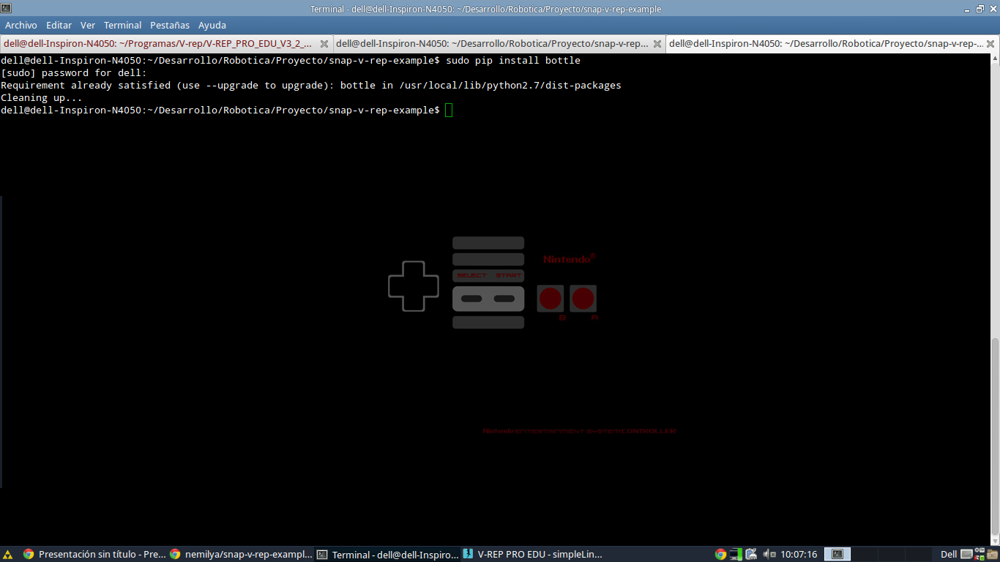 Terminal - dell@dell-Inspiron-N4050: ~/Desarrollo/Robotica/Proyecto/snap-v-rep-example
Archivo Editar Ver Terminal Pestañas Ayuda
dell@dell-Inspiron-N4050: ~/Programas/V-rep/V-REP_PRO_EDU_V3_2_... dell@dell-Inspiron-N4050: ~/Desarrollo/Robotica/Proyecto/snap-v-rep... dell@dell-Inspiron-N4050: ~/Desarrollo/Robotica/Proyecto/snap-v-rep-...
dell@dell-Inspiron-N4050:~/Desarrollo/Robotica/Proyecto/snap-v-rep-example$ sudo pip install bottle
[sudo] password for dell:
Requirement already satisfied (use --upgrade to upgrade): bottle in /usr/local/lib/python2.7/dist-packages
Cleaning up...
dell@dell-Inspiron-N4050:~/Desarrollo/Robotica/Proyecto/snap-v-rep-example$
Nintendo®
SELECT START
B A
Nintendo ENTERTAINMENT SYSTEM CONTROLLER
Presentación sin título - Pre... nemilya/snap-v-rep-exampl... Terminal - dell@dell-Inspiro... V-REP PRO EDU - simpleLin... 10:07:16 Dell